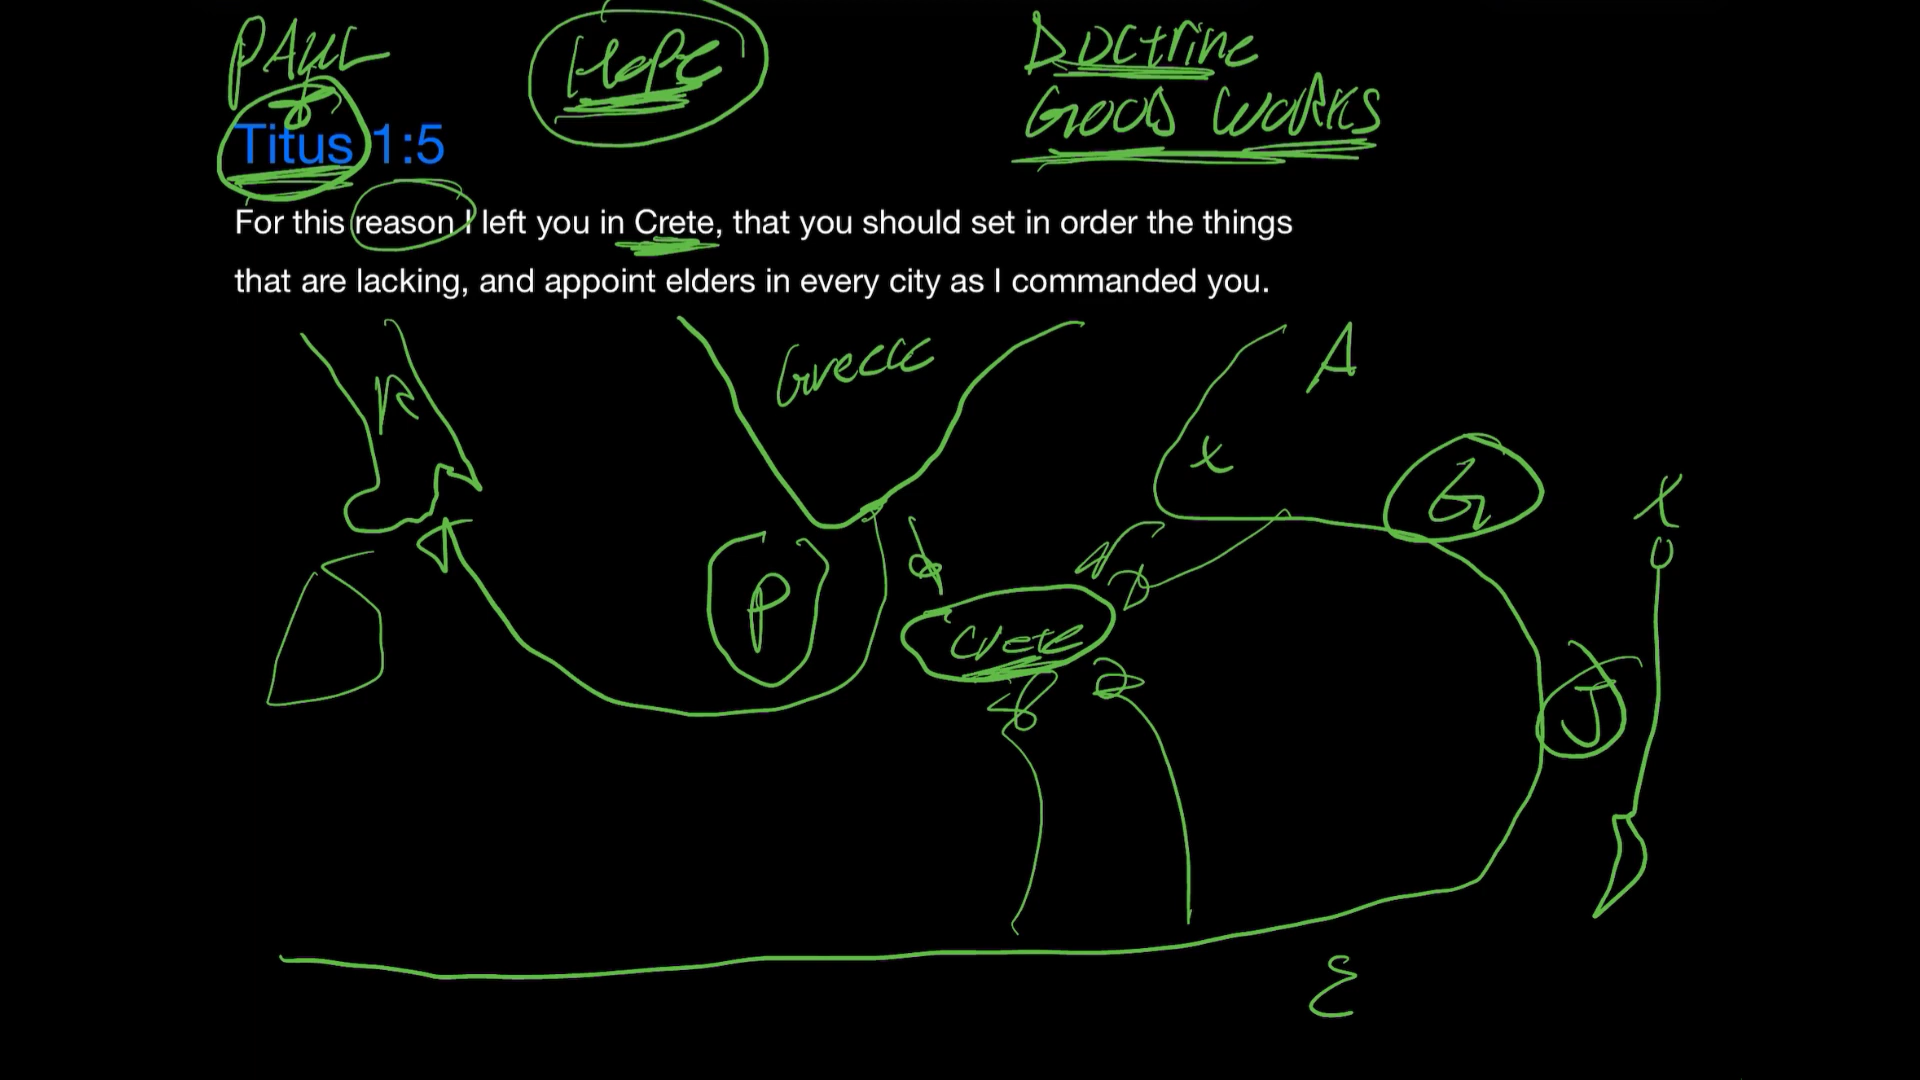 PAUL
Hope
Doctrine
Good Works
Titus 1:5
For this reason I left you in Crete, that you should set in order the things
that are lacking, and appoint elders in every city as I commanded you.
R
Greece
A
x
G
P
Crete
J
E